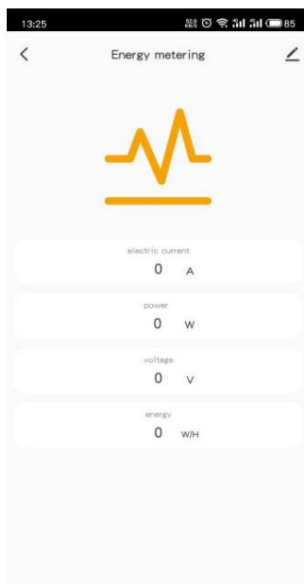 13:25
85
Energy metering
electric current
0 A
power
0 W
voltage
0 V
energy
0 W/H